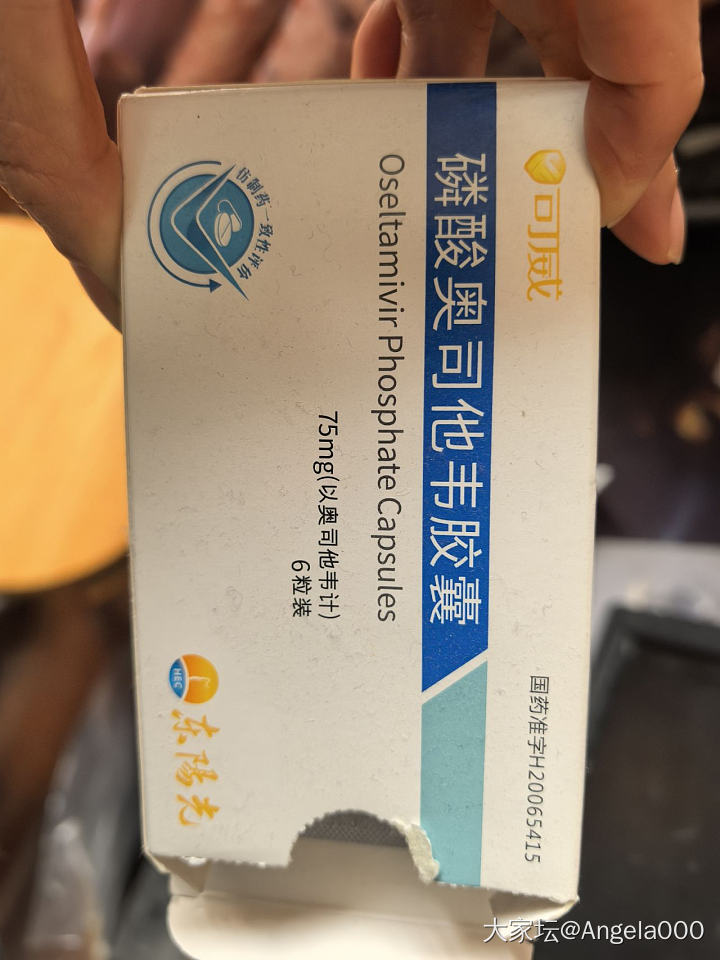 可威
国药准字H20065415
磷酸奥司他韦胶囊
Oseltamivir Phosphate Capsules
75mg(以奥司他韦计)
6粒装
仿制药一致性评价
HEC
东陽光
大家坛@Angela000